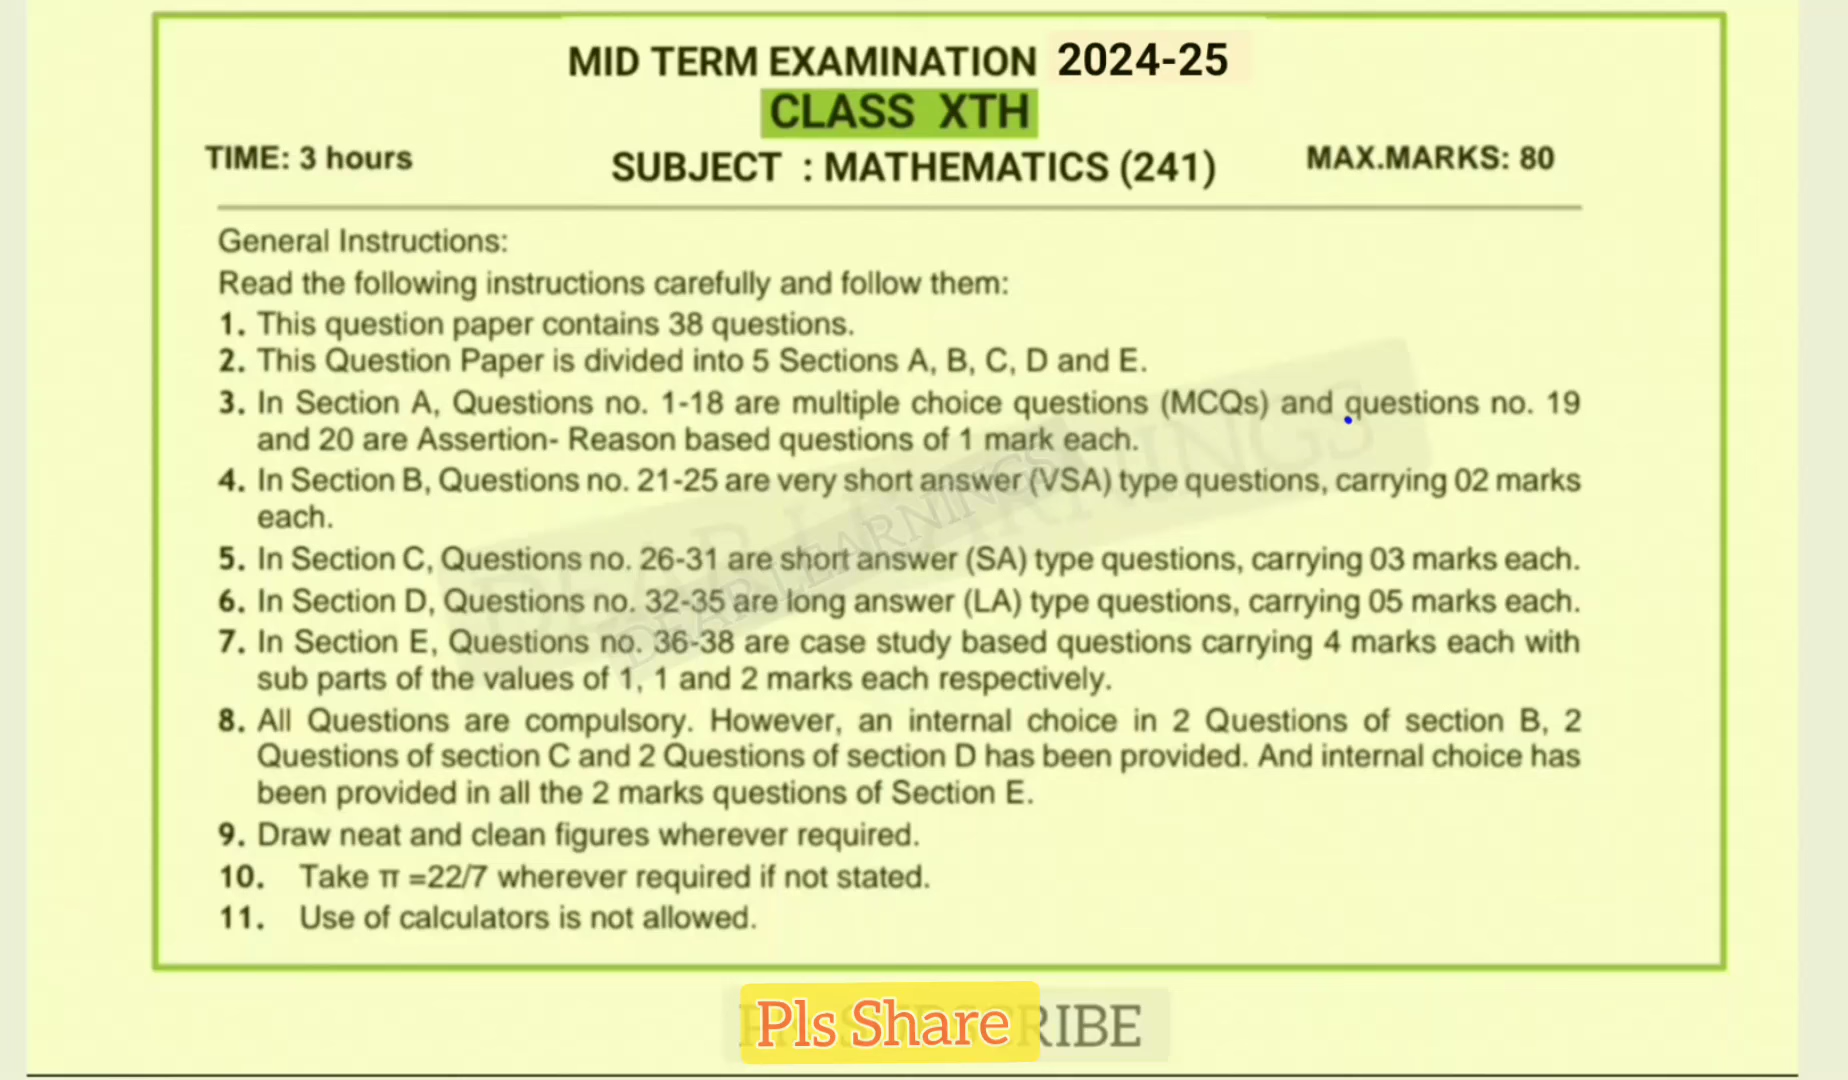 MID TERM EXAMINATION 2024-25
CLASS XTH
TIME: 3 hours
SUBJECT : MATHEMATICS (241)
MAX.MARKS: 80
General Instructions:
Read the following instructions carefully and follow them:
1. This question paper contains 38 questions.
2. This Question Paper is divided into 5 Sections A, B, C, D and E.
3. In Section A, Questions no. 1-18 are multiple choice questions (MCQs) and questions no. 19
and 20 are Assertion- Reason based questions of 1 mark each.
4. In Section B, Questions no. 21-25 are very short answer (VSA) type questions, carrying 02 marks
each.
5. In Section C, Questions no. 26-31 are short answer (SA) type questions, carrying 03 marks each.
6. In Section D, Questions no. 32-35 are long answer (LA) type questions, carrying 05 marks each.
7. In Section E, Questions no. 36-38 are case study based questions carrying 4 marks each with
sub parts of the values of 1, 1 and 2 marks each respectively.
8. All Questions are compulsory. However, an internal choice in 2 Questions of section B, 2
Questions of section C and 2 Questions of section D has been provided. And internal choice has
been provided in all the 2 marks questions of Section E.
9. Draw neat and clean figures wherever required.
10. Take π =22/7 wherever required if not stated.
11. Use of calculators is not allowed.
DEAR LEARNINGS
DEAR LEARNINGS
Pls Share